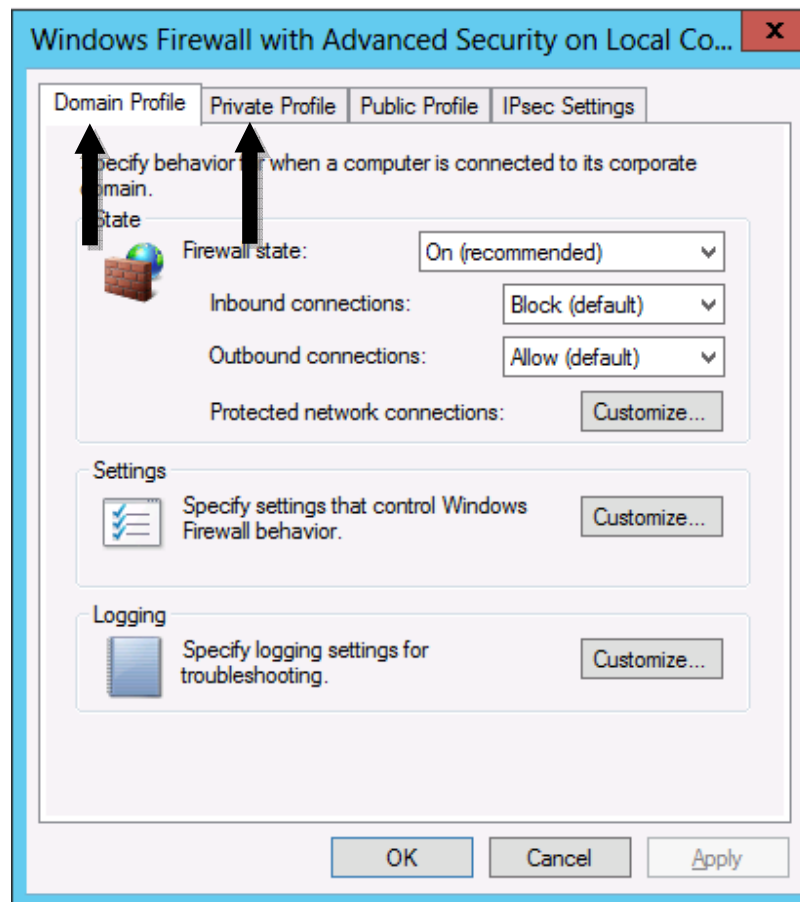 Windows Firewall with Advanced Security on Local Co... x
Domain Profile Private Profile Public Profile IPsec Settings
when a computer is connected to its corporate
State
Firewall state: On (recommended)
Inbound connections: Block (default)
Outbound connections: Allow (default)
Protected network connections: Customize...
Settings
Specify settings that control Windows
Firewall behavior. Customize...
Logging
Specify logging settings for
troubleshooting. Customize...
OK Cancel Apply